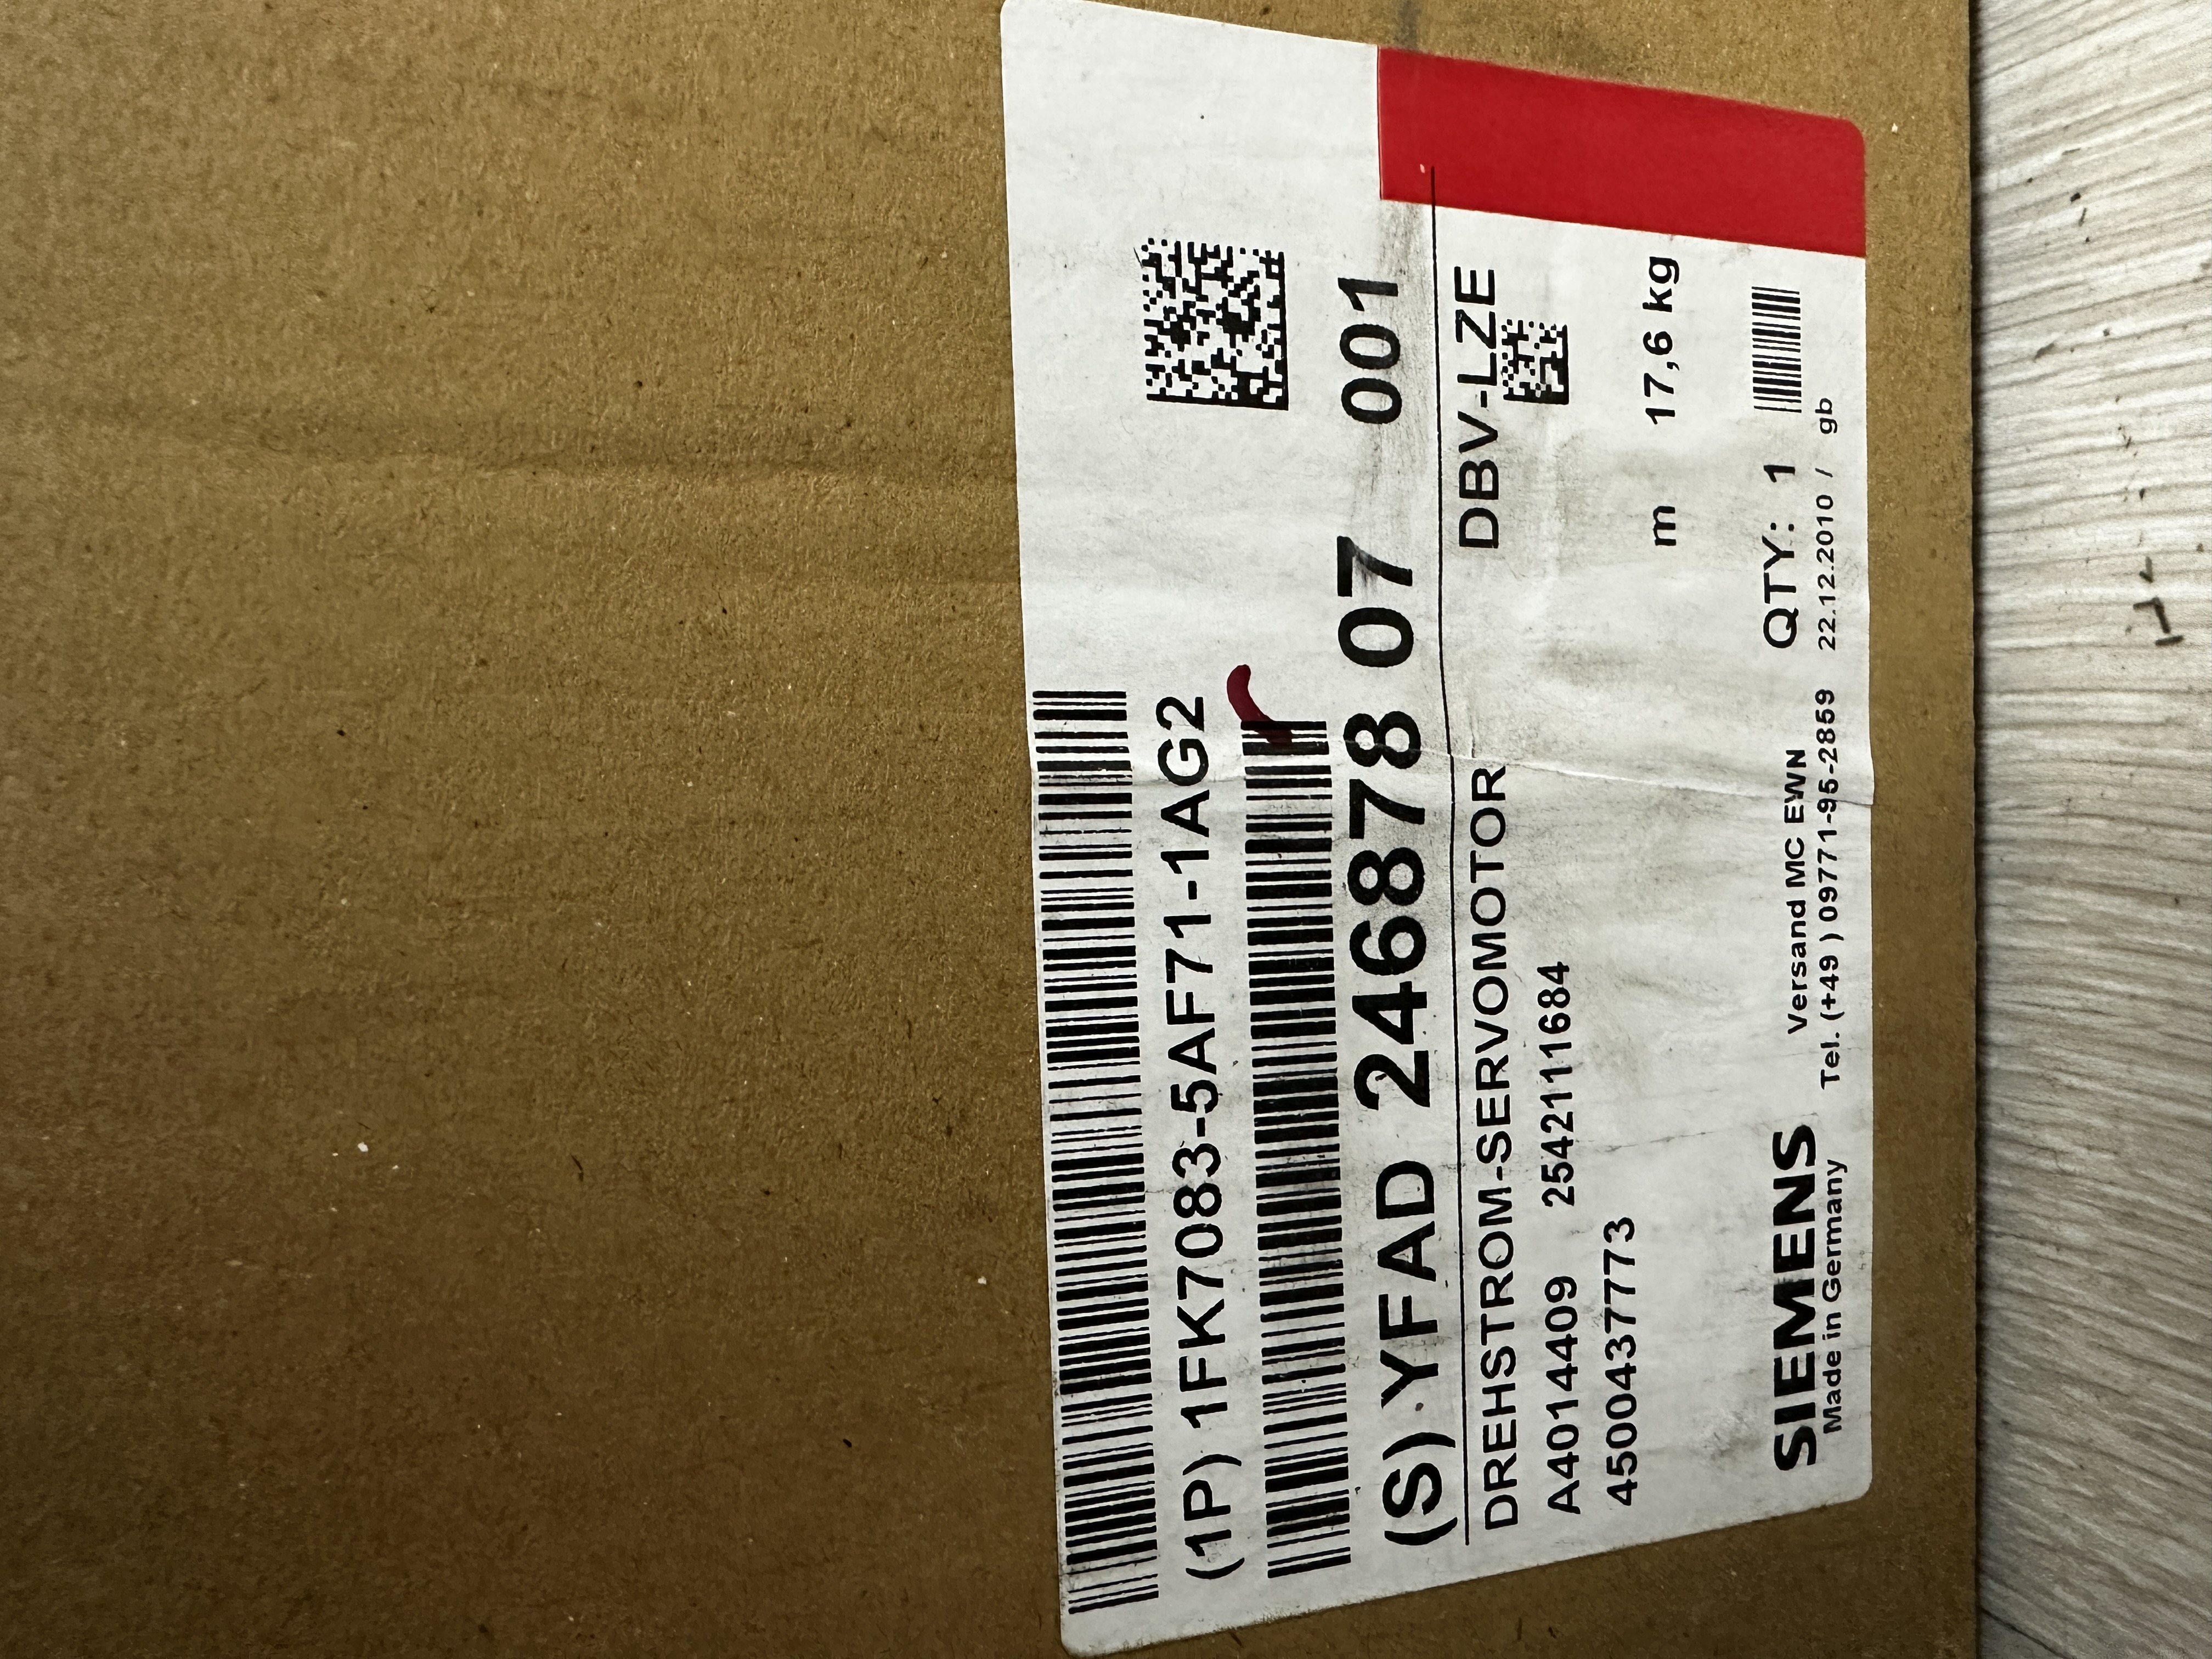 (1P) 1FK7083-5AF71-1AG2
(S) YFAD 246878 07 001
DREHSTROM-SERVOMOTOR DBV-LZE
A4014409 2542111684
4500437773 m 17,6 kg
SIEMENS Versand MC EWN QTY: 1
Made in Germany Tel. (+49 ) 09771-95-2859 22.12.2010 / gb